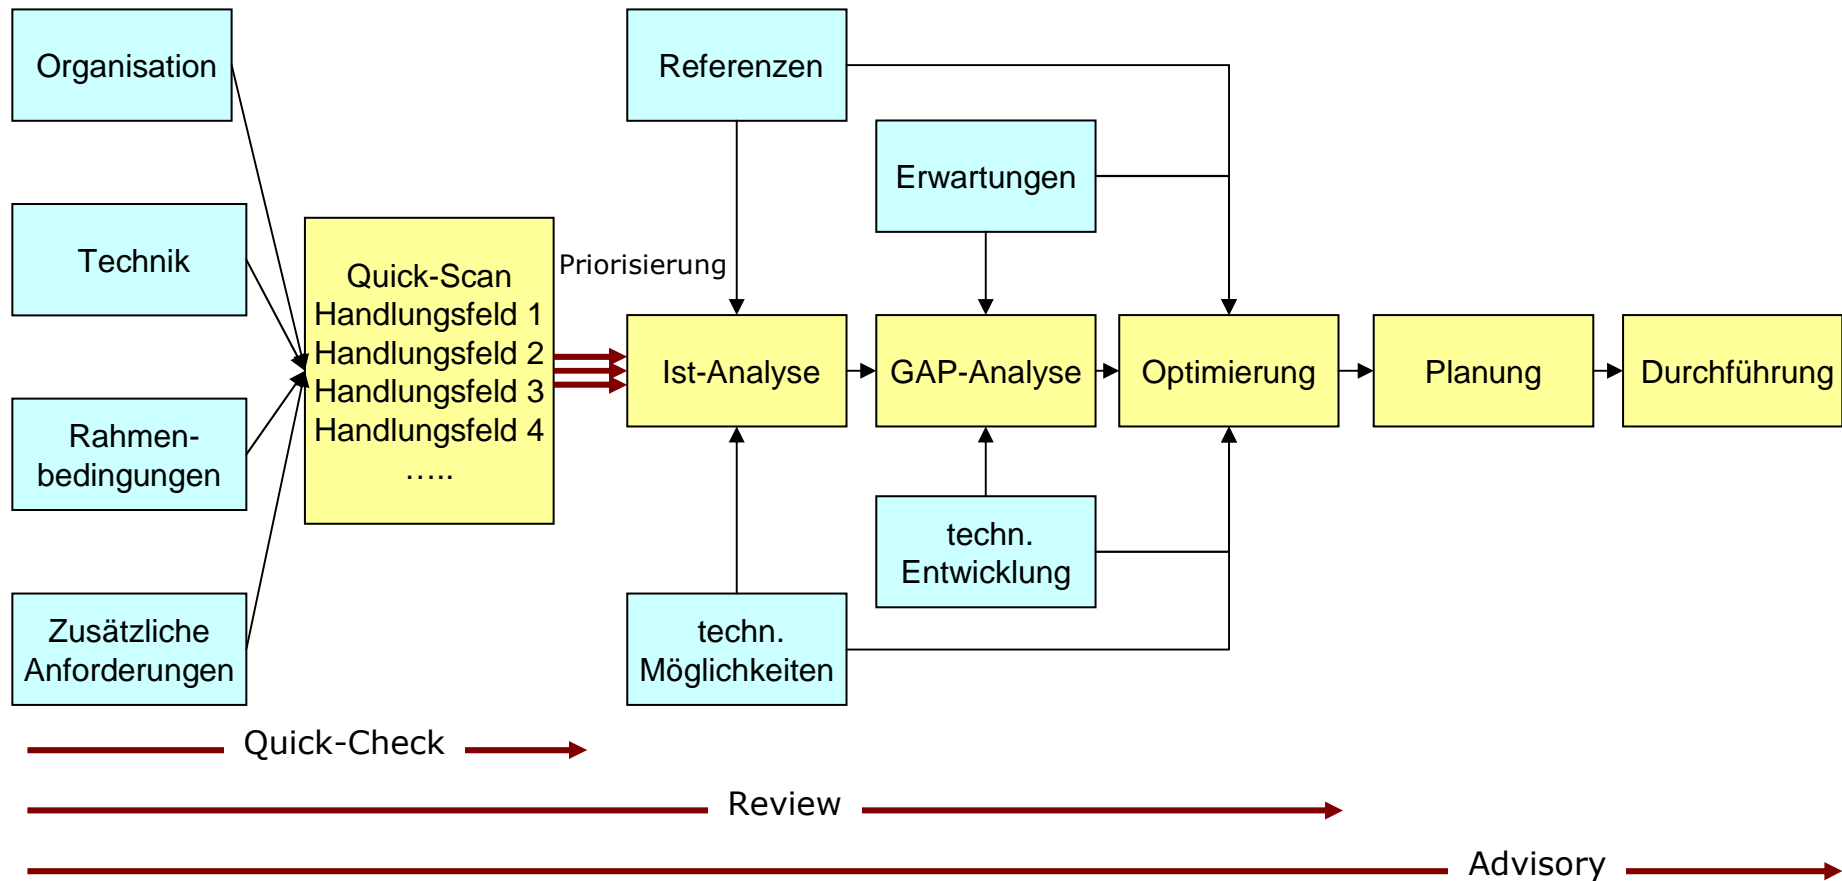 Organisation
Referenzen
Erwartungen
Technik
Priorisierung
Quick-Scan
Handlungsfeld 1
Handlungsfeld 2
Handlungsfeld 3
Handlungsfeld 4
…..
Ist-Analyse
GAP-Analyse
Optimierung
Planung
Durchführung
Rahmen-
bedingungen
techn.
Entwicklung
Zusätzliche
Anforderungen
techn.
Möglichkeiten
Quick-Check
Review
Advisory